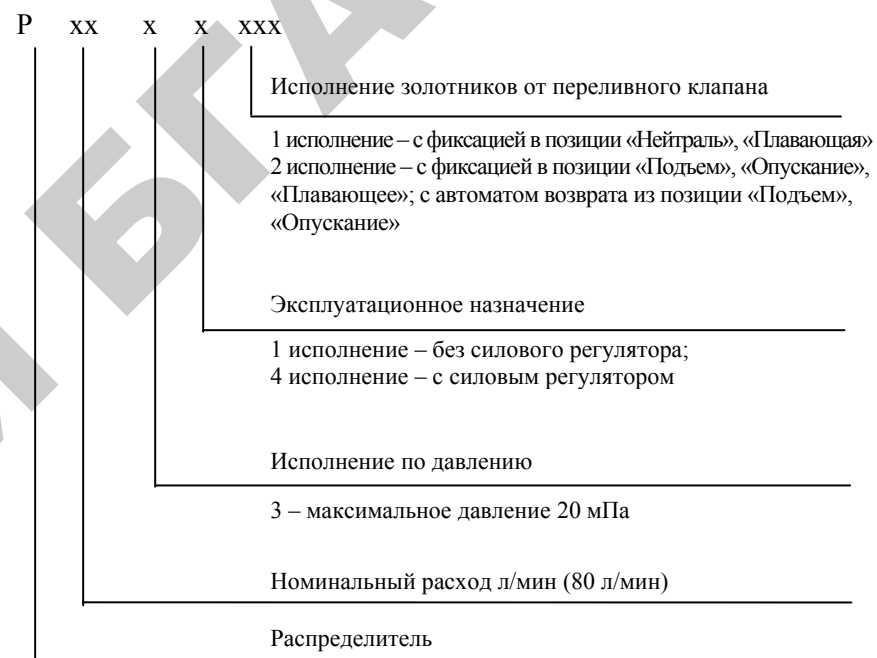 Р xx x x xxx
Исполнение золотников от переливного клапана
1 исполнение – с фиксацией в позиции «Нейтраль», «Плавающая»
2 исполнение – с фиксацией в позиции «Подъем», «Опускание»,
«Плавающее»; с автоматом возврата из позиции «Подъем»,
«Опускание»
Эксплуатационное назначение
1 исполнение – без силового регулятора;
4 исполнение – с силовым регулятором
Исполнение по давлению
3 – максимальное давление 20 мПа
Номинальный расход л/мин (80 л/мин)
Распределитель
БГА